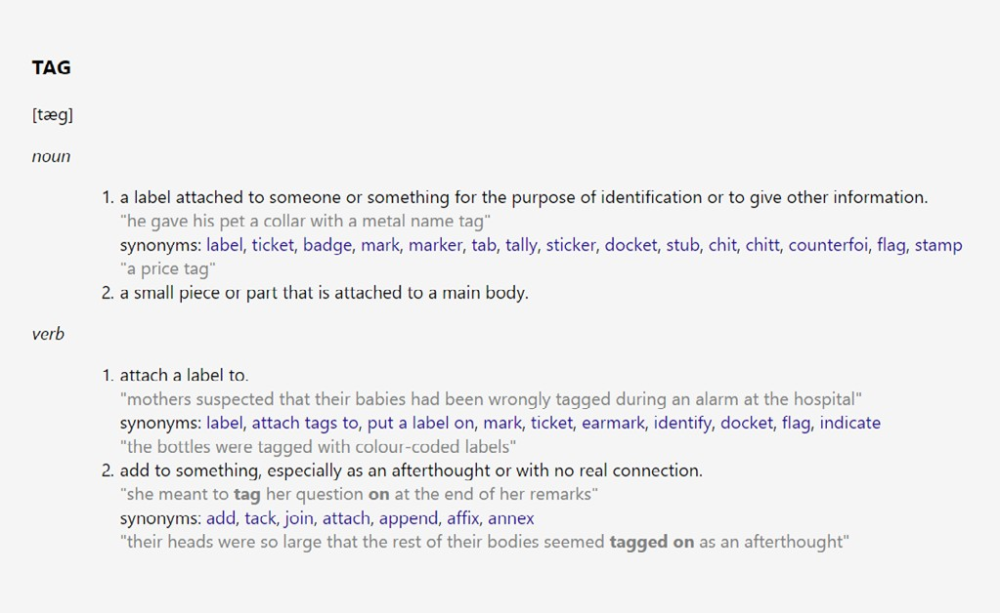 TAG
[tæg]
noun
1. a label attached to someone or something for the purpose of identification or to give other information.
"he gave his pet a collar with a metal name tag"
synonyms: label, ticket, badge, mark, marker, tab, tally, sticker, docket, stub, chit, chitt, counterfoi, flag, stamp
"a price tag"
2. a small piece or part that is attached to a main body.
verb
1. attach a label to.
"mothers suspected that their babies had been wrongly tagged during an alarm at the hospital"
synonyms: label, attach tags to, put a label on, mark, ticket, earmark, identify, docket, flag, indicate
"the bottles were tagged with colour-coded labels"
2. add to something, especially as an afterthought or with no real connection.
"she meant to tag her question on at the end of her remarks"
synonyms: add, tack, join, attach, append, affix, annex
"their heads were so large that the rest of their bodies seemed tagged on as an afterthought"